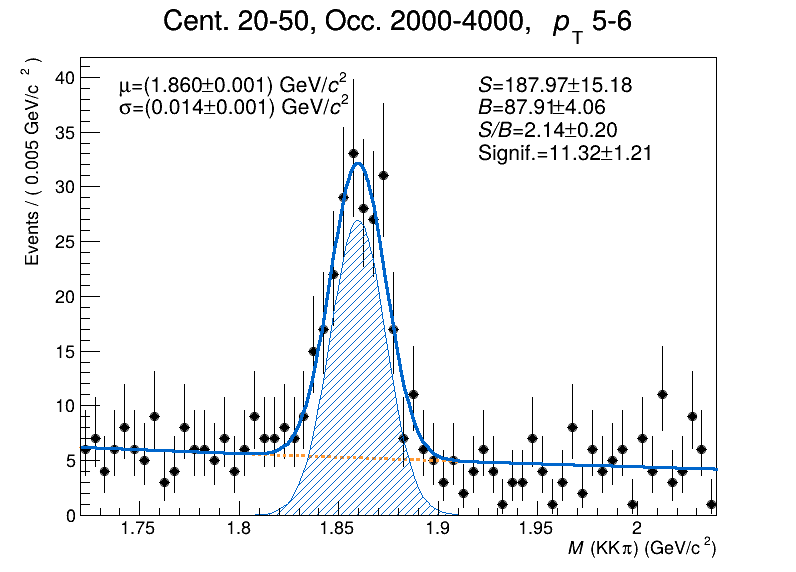 Cent. 20-50, Occ. 2000-4000, pT 5-6
Events / ( 0.005 GeV/c² )
μ=(1.860±0.001) GeV/c²
σ=(0.014±0.001) GeV/c²
S=187.97±15.18
B=87.91±4.06
S/B=2.14±0.20
Signif.=11.32±1.21
40
35
30
25
20
15
10
5
0
1.75 1.8 1.85 1.9 1.95 2
M (KKπ) (GeV/c²)